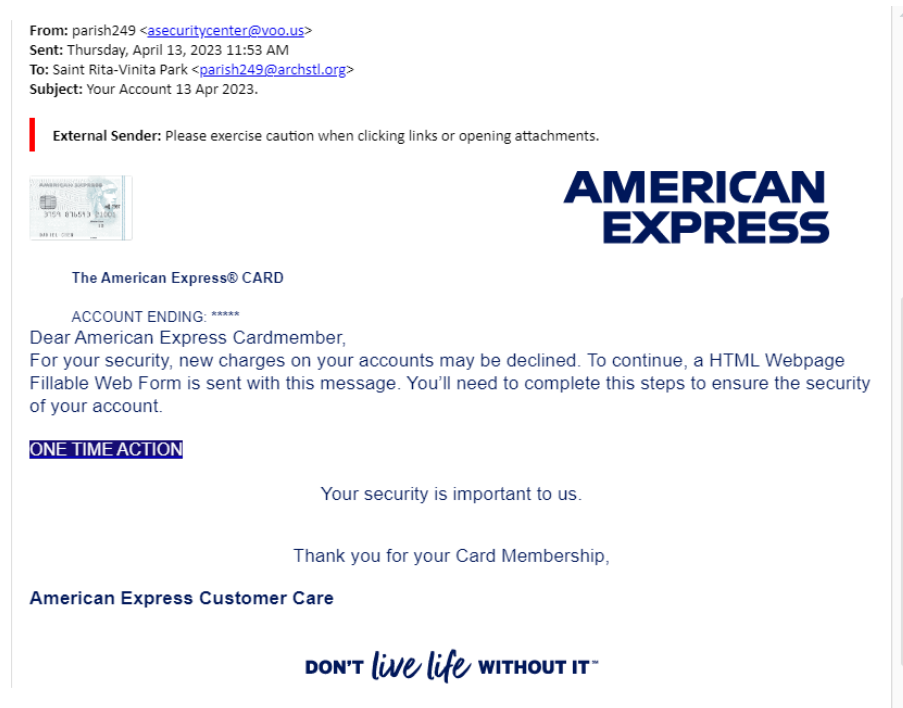 From: parish249 <asecuritycenter@voo.us>
Sent: Thursday, April 13, 2023 11:53 AM
To: Saint Rita-Vinita Park <parish249@archstl.org>
Subject: Your Account 13 Apr 2023.
External Sender: Please exercise caution when clicking links or opening attachments.
AMERICAN EXPRESS
AMERICAN
EXPRESS
The American Express® CARD
ACCOUNT ENDING: *****
Dear American Express Cardmember,
For your security, new charges on your accounts may be declined. To continue, a HTML Webpage
Fillable Web Form is sent with this message. You’ll need to complete this steps to ensure the security
of your account.
ONE TIME ACTION
Your security is important to us.
Thank you for your Card Membership,
American Express Customer Care
DON'T live life WITHOUT IT™